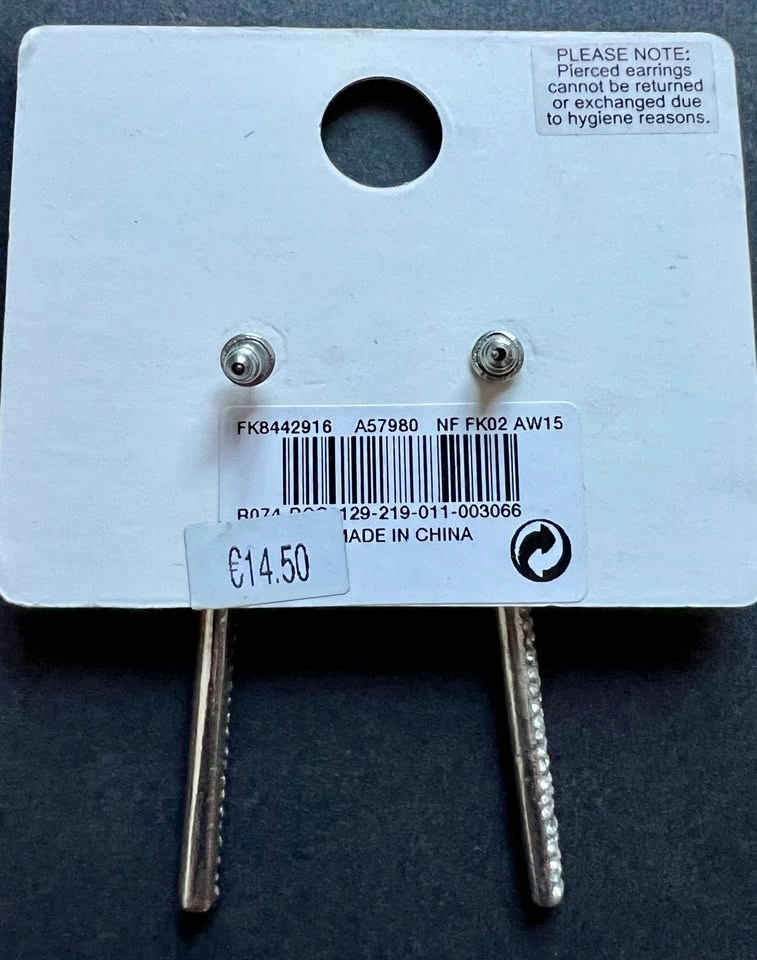 PLEASE NOTE:
Pierced earrings
cannot be returned
or exchanged due
to hygiene reasons.
FK8442916 A57980 NF FK02 AW15
129-219-011-003066
MADE IN CHINA
€14.50